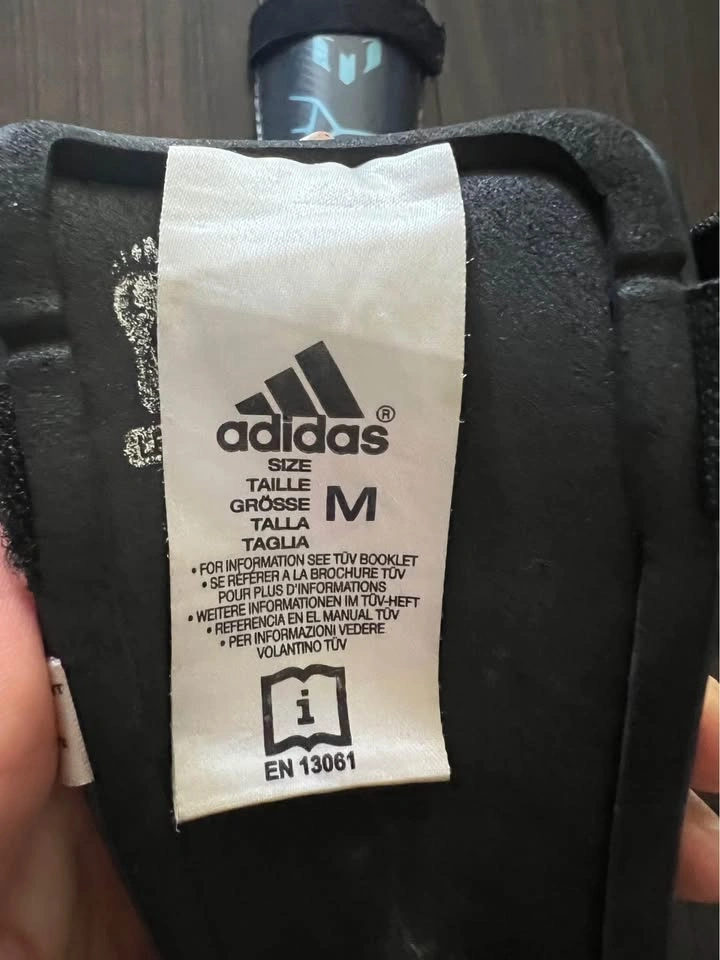 adidas®
SIZE
TAILLE
GRÖSSE
TALLA
TAGLIA
M
• FOR INFORMATION SEE TÜV BOOKLET
• SE RÉFÉRER A LA BROCHURE TÜV
POUR PLUS D'INFORMATIONS
• WEITERE INFORMATIONEN IM TÜV-HEFT
• REFERENCIA EN EL MANUAL TÜV
• PER INFORMAZIONI VEDERE
VOLANTINO TÜV
i
EN 13061